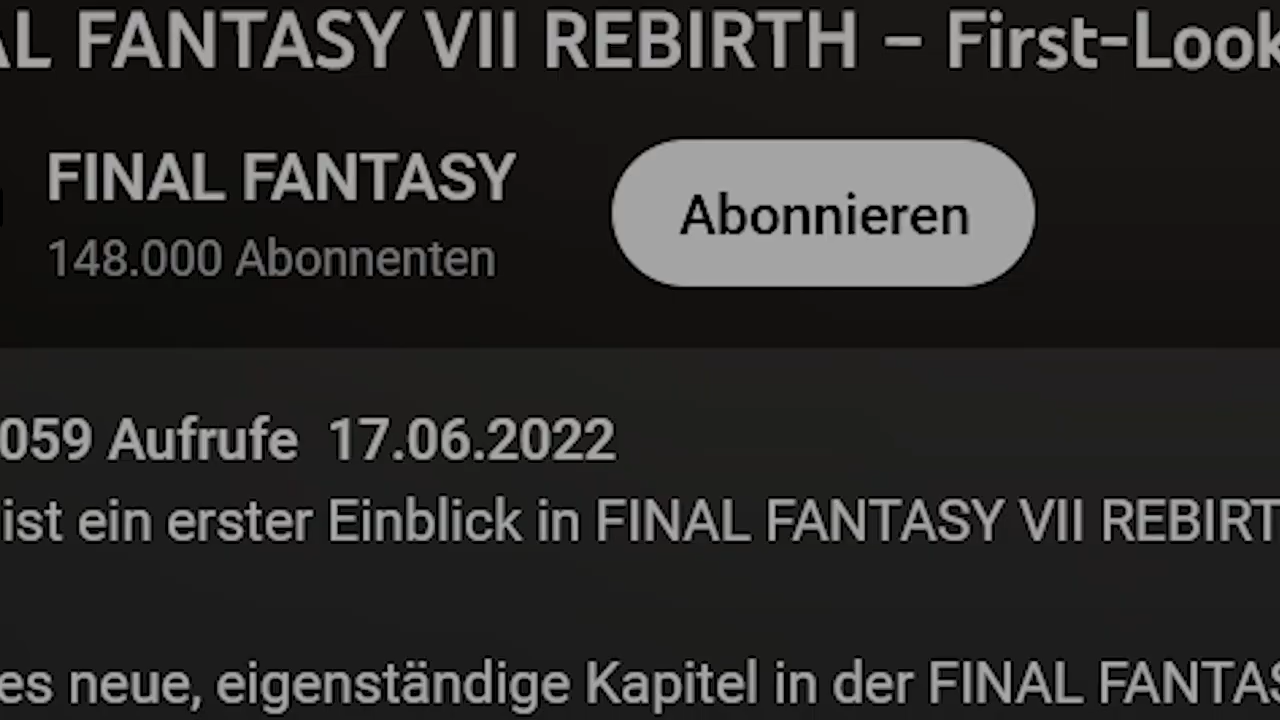 AL FANTASY VII REBIRTH – First-Look
FINAL FANTASY
148.000 Abonnenten
Abonnieren
059 Aufrufe 17.06.2022
ist ein erster Einblick in FINAL FANTASY VII REBIRT
es neue, eigenständige Kapitel in der FINAL FANTAS